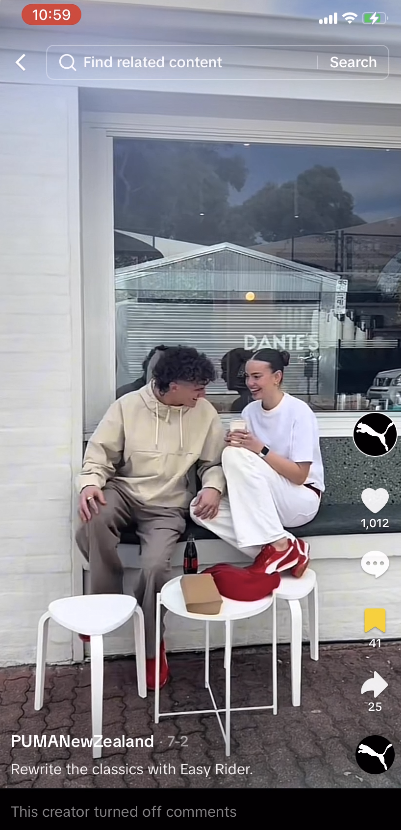 10:59
Find related content
Search
DANTE'S
1,012
41
25
PUMANewZealand · 7-2
Rewrite the classics with Easy Rider.
This creator turned off comments